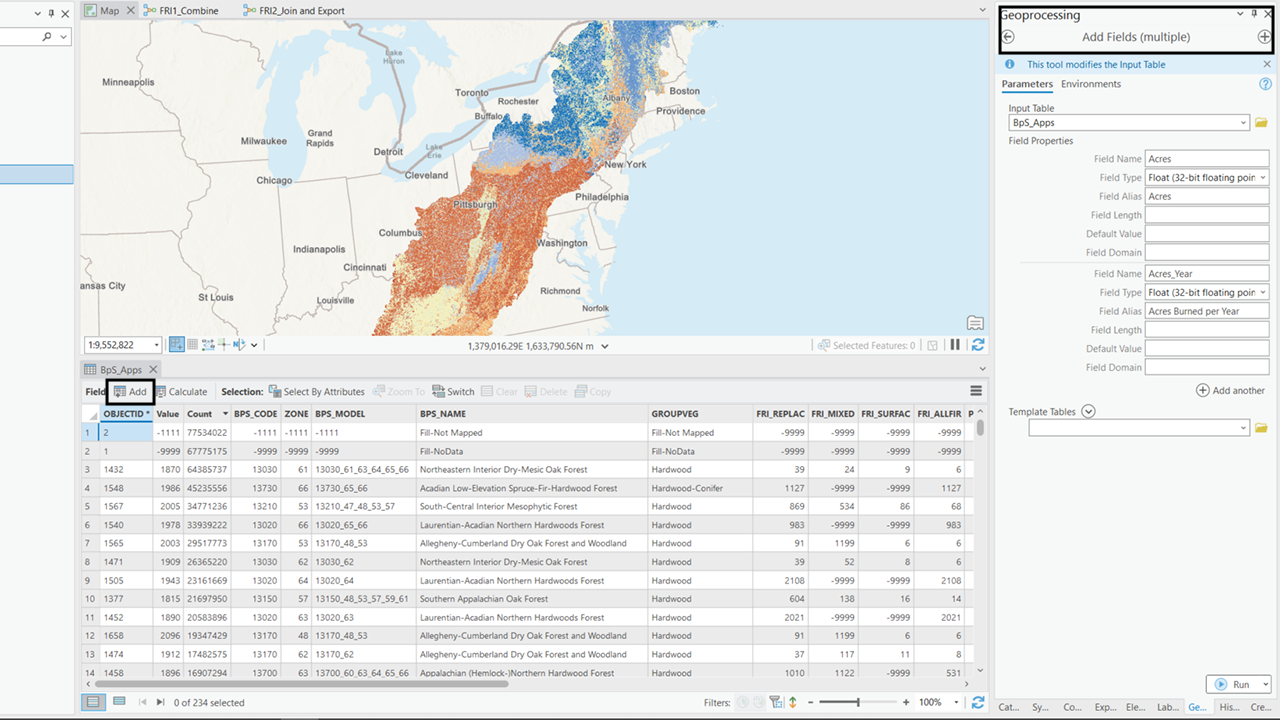 Map
FRI1_Combine
FRI2_Join and Export
Lake Huron
Minneapolis
Toronto
Rochester
Buffalo
Albany
Boston
Providence
Milwaukee
Grand Rapids
Detroit
Lake Erie
Cleveland
New York
Chicago
Pittsburgh
Philadelphia
Columbus
Indianapolis
Washington
Cincinnati
ansas City
St Louis
Louisville
Richmond
Norfolk
1:9,552,822
1,379,016.29E 1,633,790.56N m
Selected Features: 0
BpS_Apps
Field
Add
Calculate
Selection:
Select By Attributes
Zoom To
Switch
Clear
Delete
Copy
OBJECTID * Value Count BPS_CODE ZONE BPS_MODEL BPS_NAME GROUPVEG FRI_REPLAC FRI_MIXED FRI_SURFAC FRI_ALLFIR P
1 2 -1111 77534022 -1111 -1111 -1111 Fill-Not Mapped Fill-Not Mapped -9999 -9999 -9999 -9999
2 1 -9999 67775175 -9999 -9999 -9999 Fill-NoData Fill-NoData -9999 -9999 -9999 -9999
3 1432 1870 64385737 13030 61 13030_61_63_64_65_66 Northeastern Interior Dry-Mesic Oak Forest Hardwood 39 24 9 6
4 1548 1986 45235556 13730 66 13730_65_66 Acadian Low-Elevation Spruce-Fir-Hardwood Forest Hardwood-Conifer 1127 -9999 -9999 1127
5 1567 2005 34771236 13210 53 13210_47_48_53_57 South-Central Interior Mesophytic Forest Hardwood 869 534 86 68
6 1540 1978 33939222 13020 66 13020_65_66 Laurentian-Acadian Northern Hardwoods Forest Hardwood 983 -9999 -9999 983
7 1565 2003 29517773 13170 53 13170_48_53 Allegheny-Cumberland Dry Oak Forest and Woodland Hardwood 91 1199 6 6
8 1471 1909 26365220 13030 62 13030_62 Northeastern Interior Dry-Mesic Oak Forest Hardwood 39 52 8 6
9 1505 1943 23161669 13020 64 13020_64 Laurentian-Acadian Northern Hardwoods Forest Hardwood 2108 -9999 -9999 2108
10 1377 1815 21697950 13150 57 13150_48_53_57_59_61 Southern Appalachian Oak Forest Hardwood 604 138 16 14
11 1452 1890 20583896 13020 63 13020_63 Laurentian-Acadian Northern Hardwoods Forest Hardwood 2021 -9999 -9999 2021
12 1658 2096 19347429 13170 48 13170_48_53 Allegheny-Cumberland Dry Oak Forest and Woodland Hardwood 91 1199 6 6
13 1474 1912 17482575 13170 62 13170_62 Allegheny-Cumberland Dry Oak Forest and Woodland Hardwood 37 117 11 8
14 1458 1896 16907294 13700 63 13700_60_63_64_65_66 Appalachian (Hemlock-)Northern Hardwood Forest Hardwood 1010 1122 -9999 531
0 of 234 selected
Filters:
100%
Geoprocessing
Add Fields (multiple)
This tool modifies the Input Table
Parameters Environments
Input Table
BpS_Apps
Field Properties
Field Name Acres
Field Type Float (32-bit floating poin
Field Alias Acres
Field Length
Default Value
Field Domain
Field Name Acres_Year
Field Type Float (32-bit floating poin
Field Alias Acres Burned per Year
Field Length
Default Value
Field Domain
Add another
Template Tables
Run
Cat... Sy... Co... Exp... Ele... Lab... Ge... His... Cre...